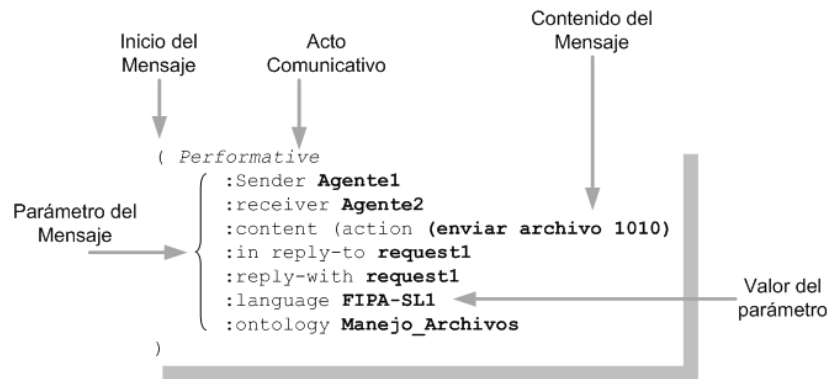 Inicio del
Mensaje
Acto
Comunicativo
Contenido del
Mensaje
( Performative
:Sender Agente1
:receiver Agente2
:content (action (enviar archivo 1010)
:in reply-to request1
:reply-with request1
:language FIPA-SL1
:ontology Manejo_Archivos
)
Parámetro del
Mensaje
Valor del
parámetro